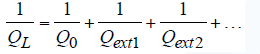 1/Q_L = 1/Q_0 + 1/Q_ext1 + 1/Q_ext2 + ...